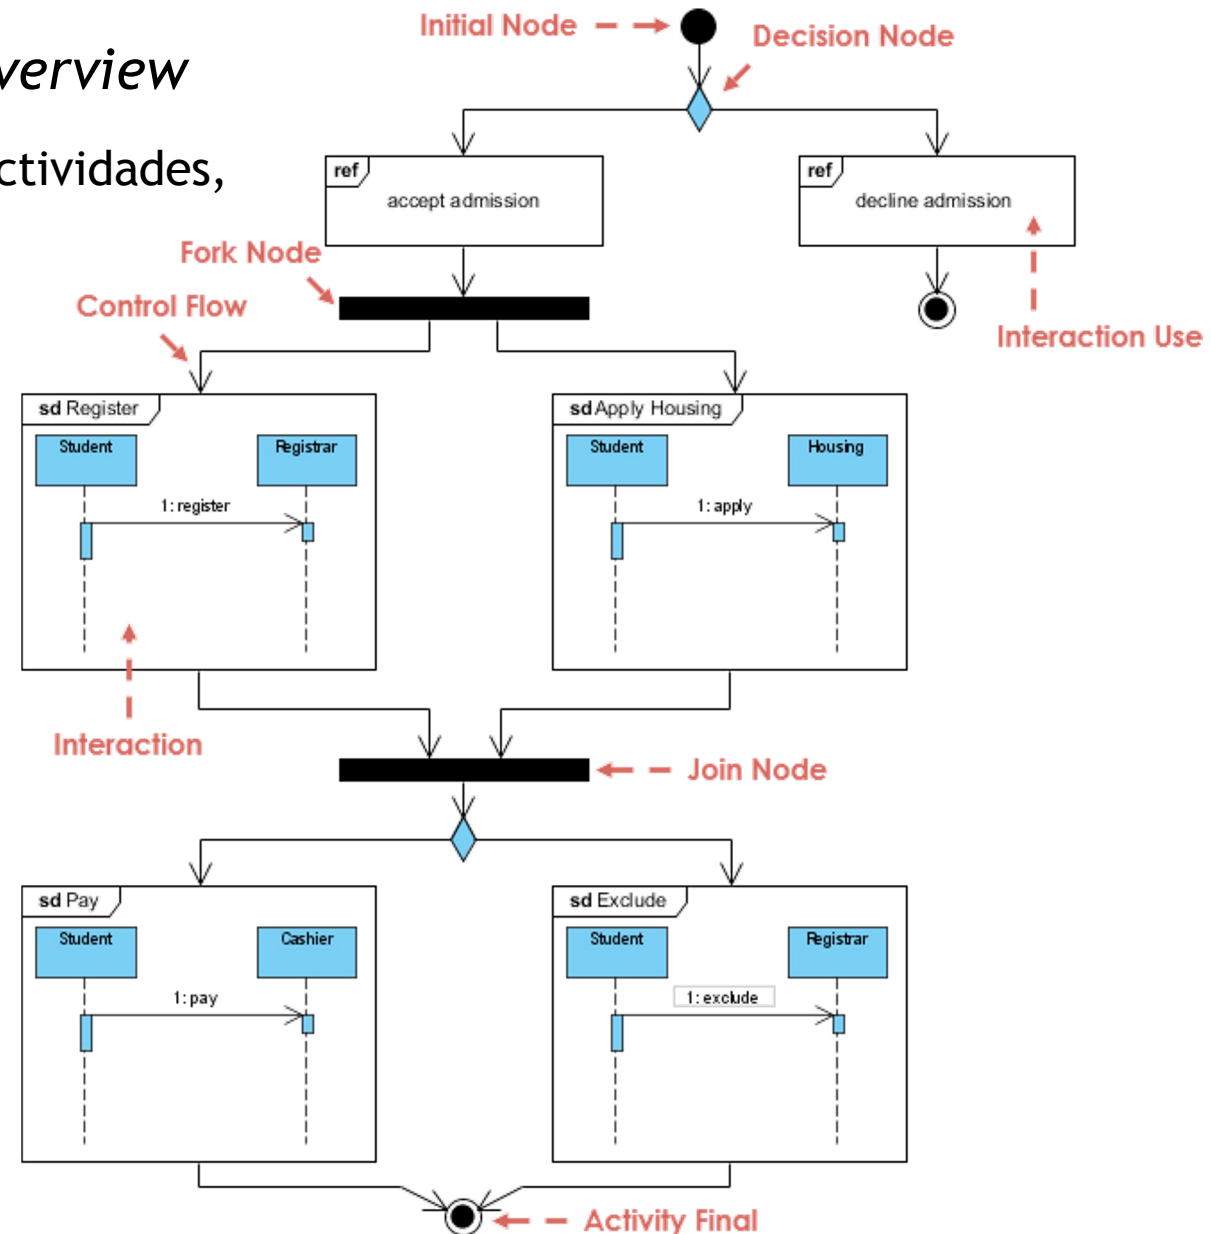 Initial Node
Decision Node
verview
ctividades,
ref
accept admission
ref
decline admission
Fork Node
Control Flow
Interaction Use
sd Register
Student
Registrar
1: register
sd Apply Housing
Student
Housing
1: apply
Interaction
Join Node
sd Pay
Student
Cashier
1: pay
sd Exclude
Student
Registrar
1: exclude
Activity Final